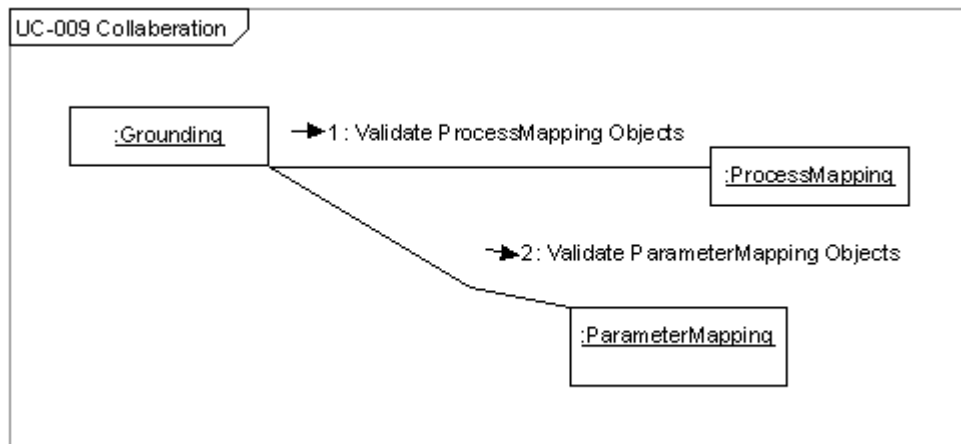 UC-009 Collaberation
:Grounding
1 : Validate ProcessMapping Objects
:ProcessMapping
2 : Validate ParameterMapping Objects
:ParameterMapping